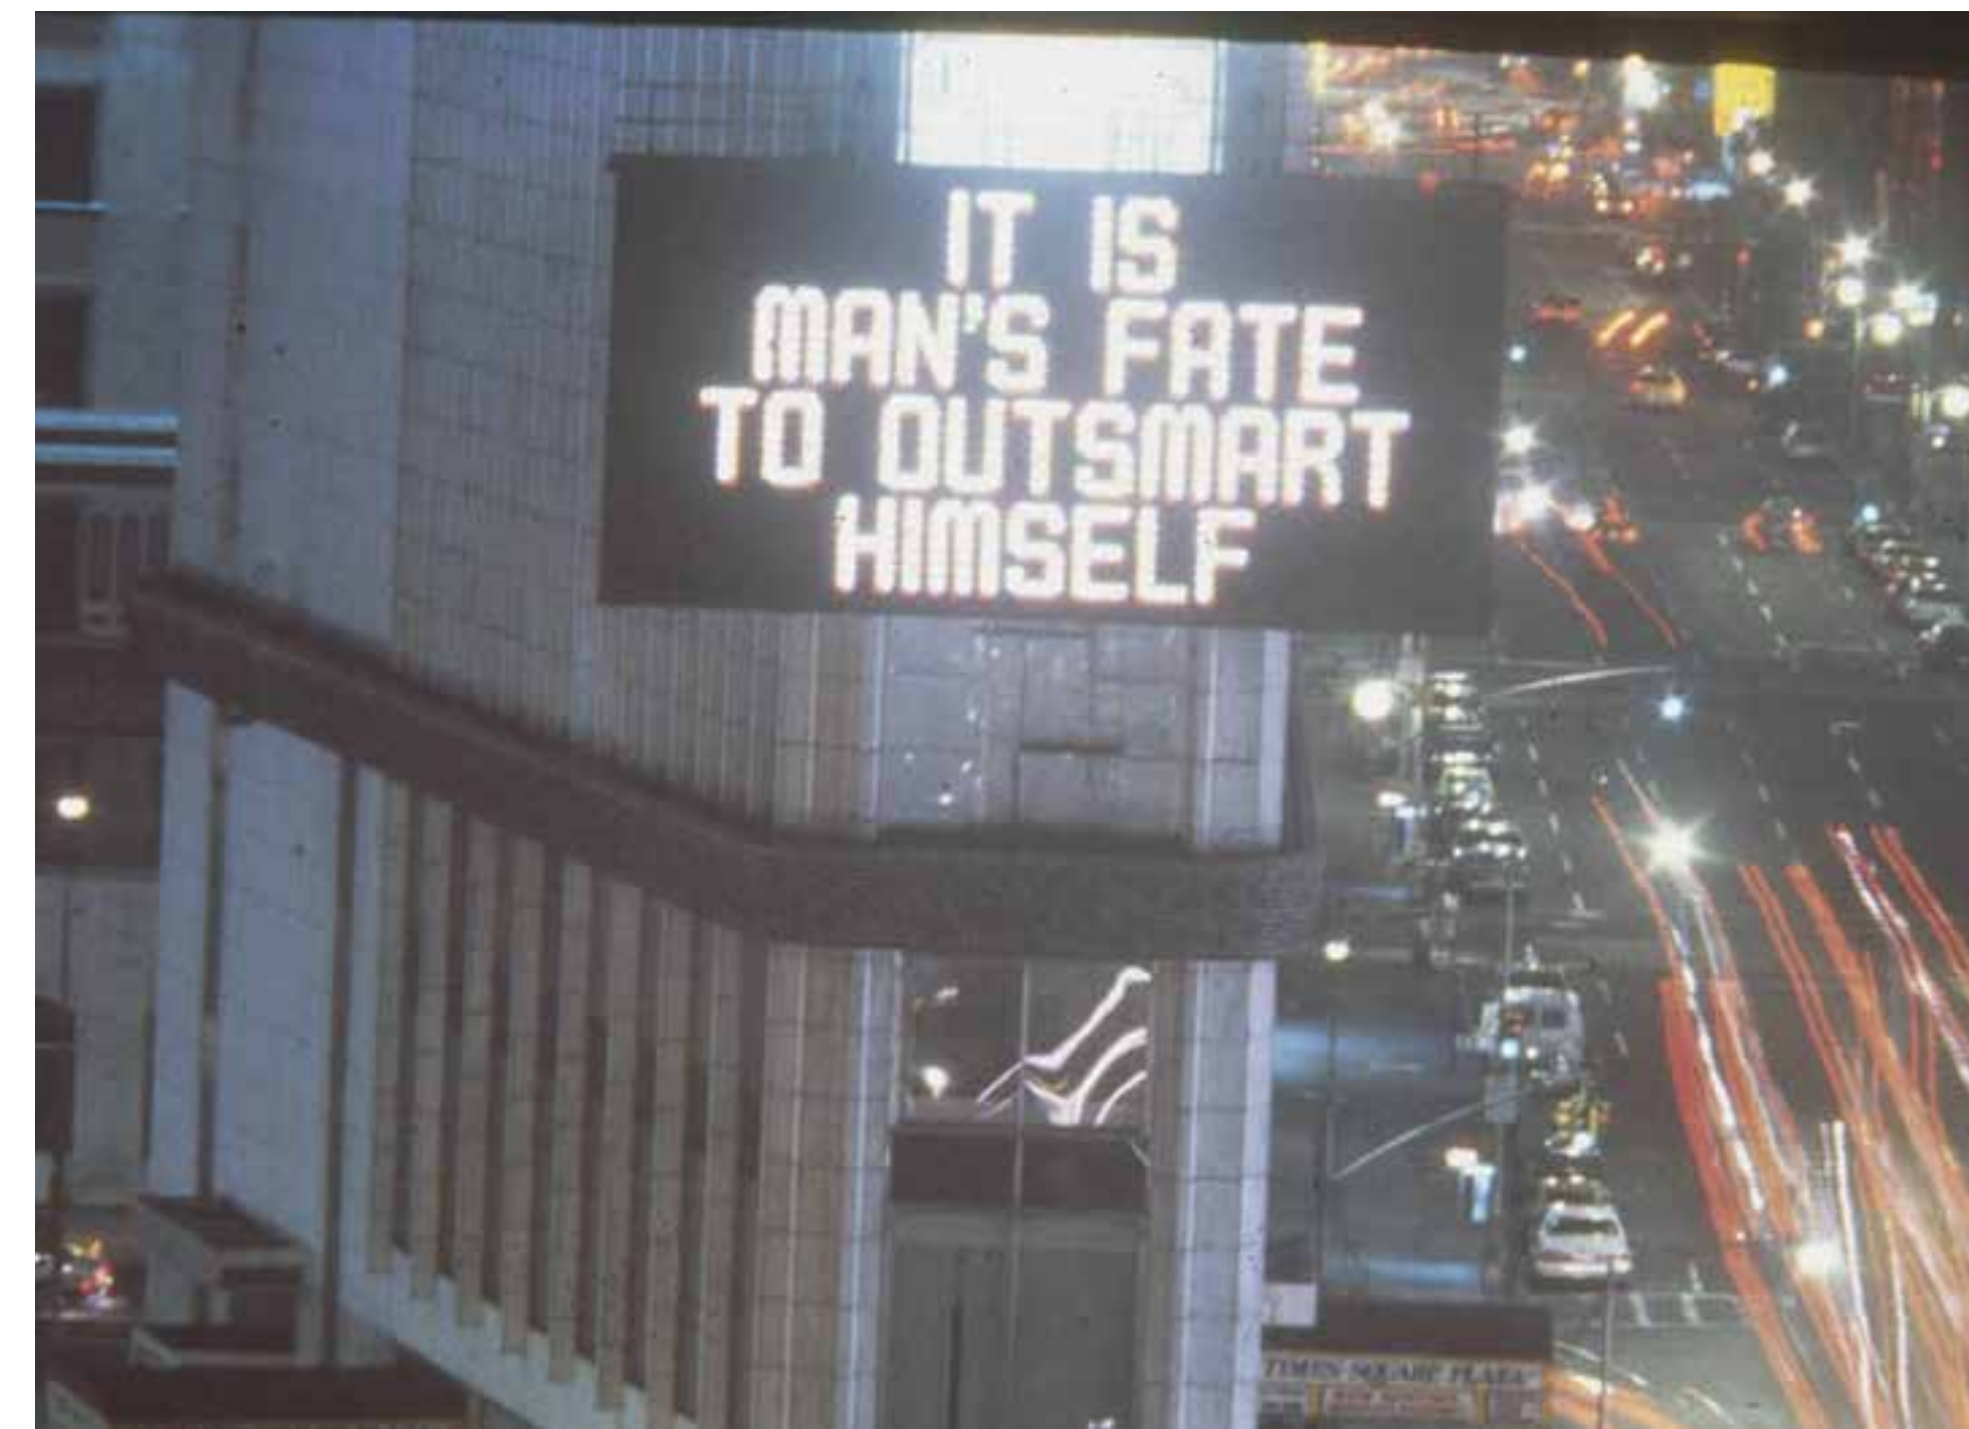 IT IS
MAN'S FATE
TO OUTSMART
HIMSELF
TIMES SQUARE PLAZA